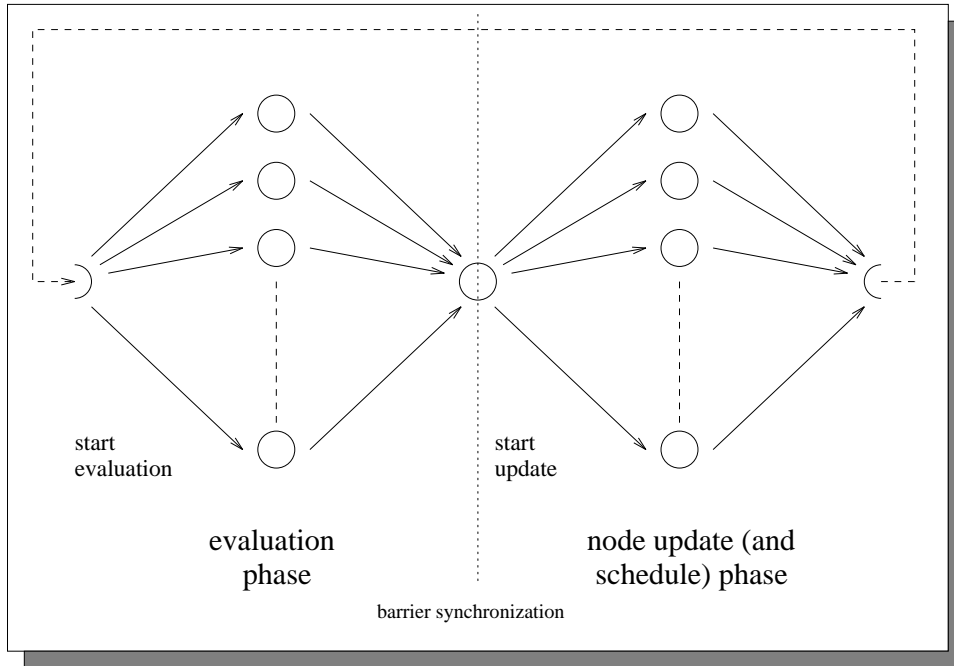 start
evaluation
start
update
evaluation
phase
node update (and
schedule) phase
barrier synchronization